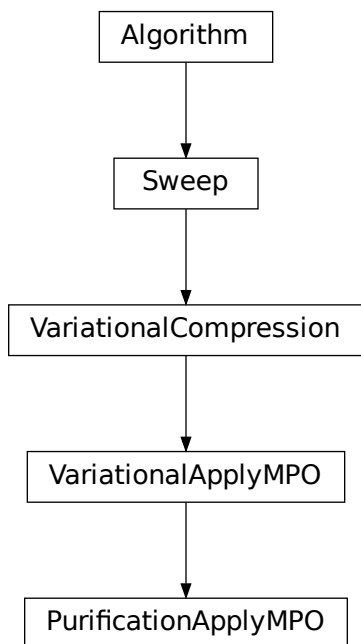 Algorithm
Sweep
VariationalCompression
VariationalApplyMPO
PurificationApplyMPO